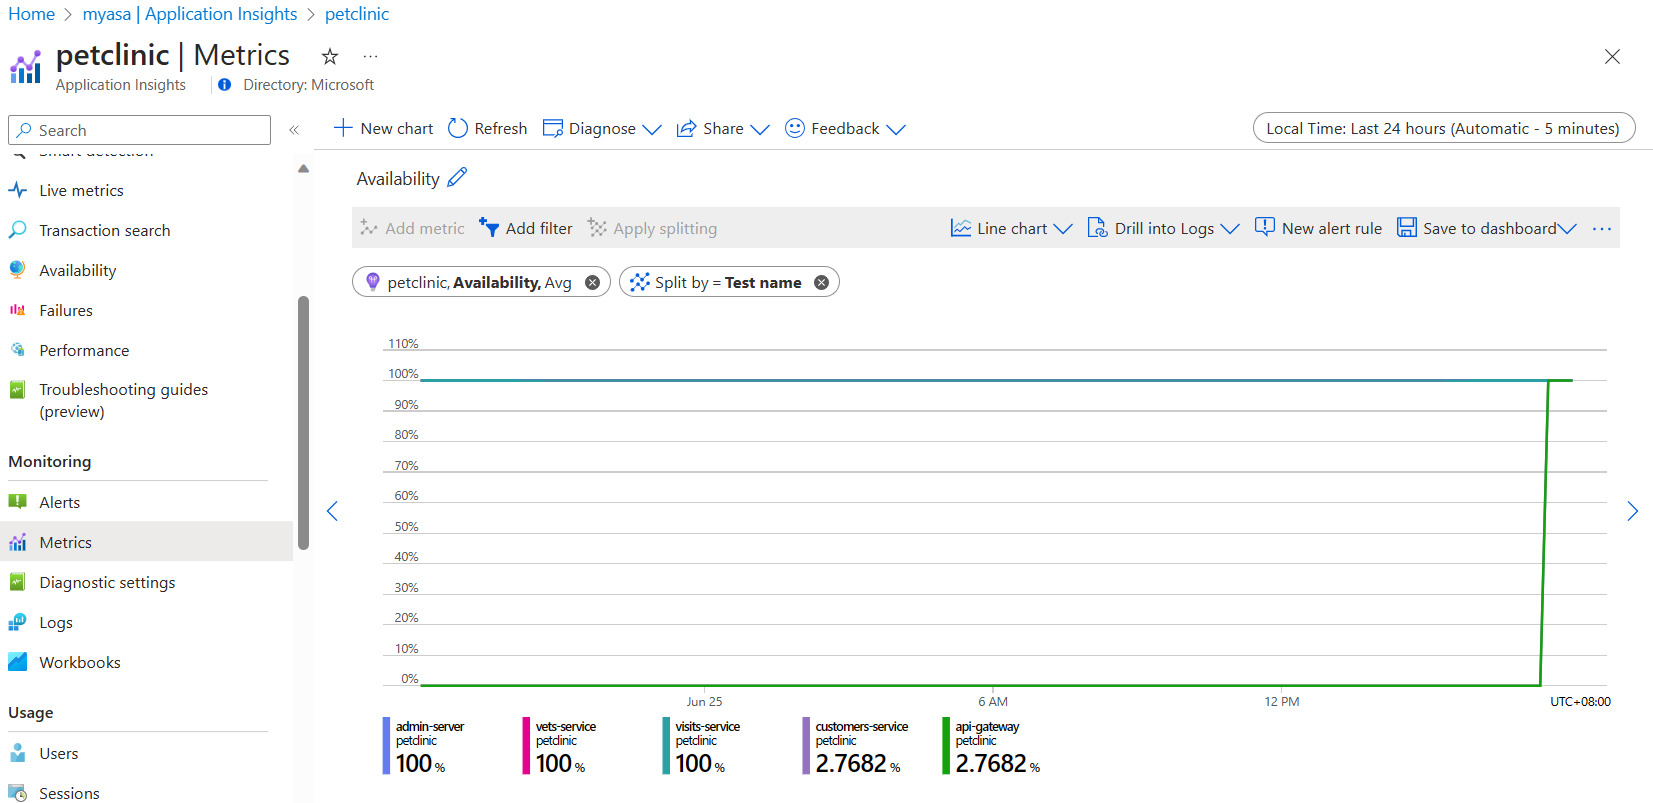 Home > myasa | Application Insights > petclinic
petclinic | Metrics
Application Insights
Directory: Microsoft
Search
New chart
Refresh
Diagnose
Share
Feedback
Local Time: Last 24 hours (Automatic - 5 minutes)
Smart detection
Live metrics
Transaction search
Availability
Failures
Performance
Troubleshooting guides
(preview)
Monitoring
Alerts
Metrics
Diagnostic settings
Logs
Workbooks
Usage
Users
Sessions
Availability
Add metric
Add filter
Apply splitting
Line chart
Drill into Logs
New alert rule
Save to dashboard
petclinic, Availability, Avg
Split by = Test name
110%
100%
90%
80%
70%
60%
50%
40%
30%
20%
10%
0%
Jun 25
6 AM
12 PM
UTC+08:00
admin-server
petclinic
100 %
vets-service
petclinic
100 %
visits-service
petclinic
100 %
customers-service
petclinic
2.7682 %
api-gateway
petclinic
2.7682 %